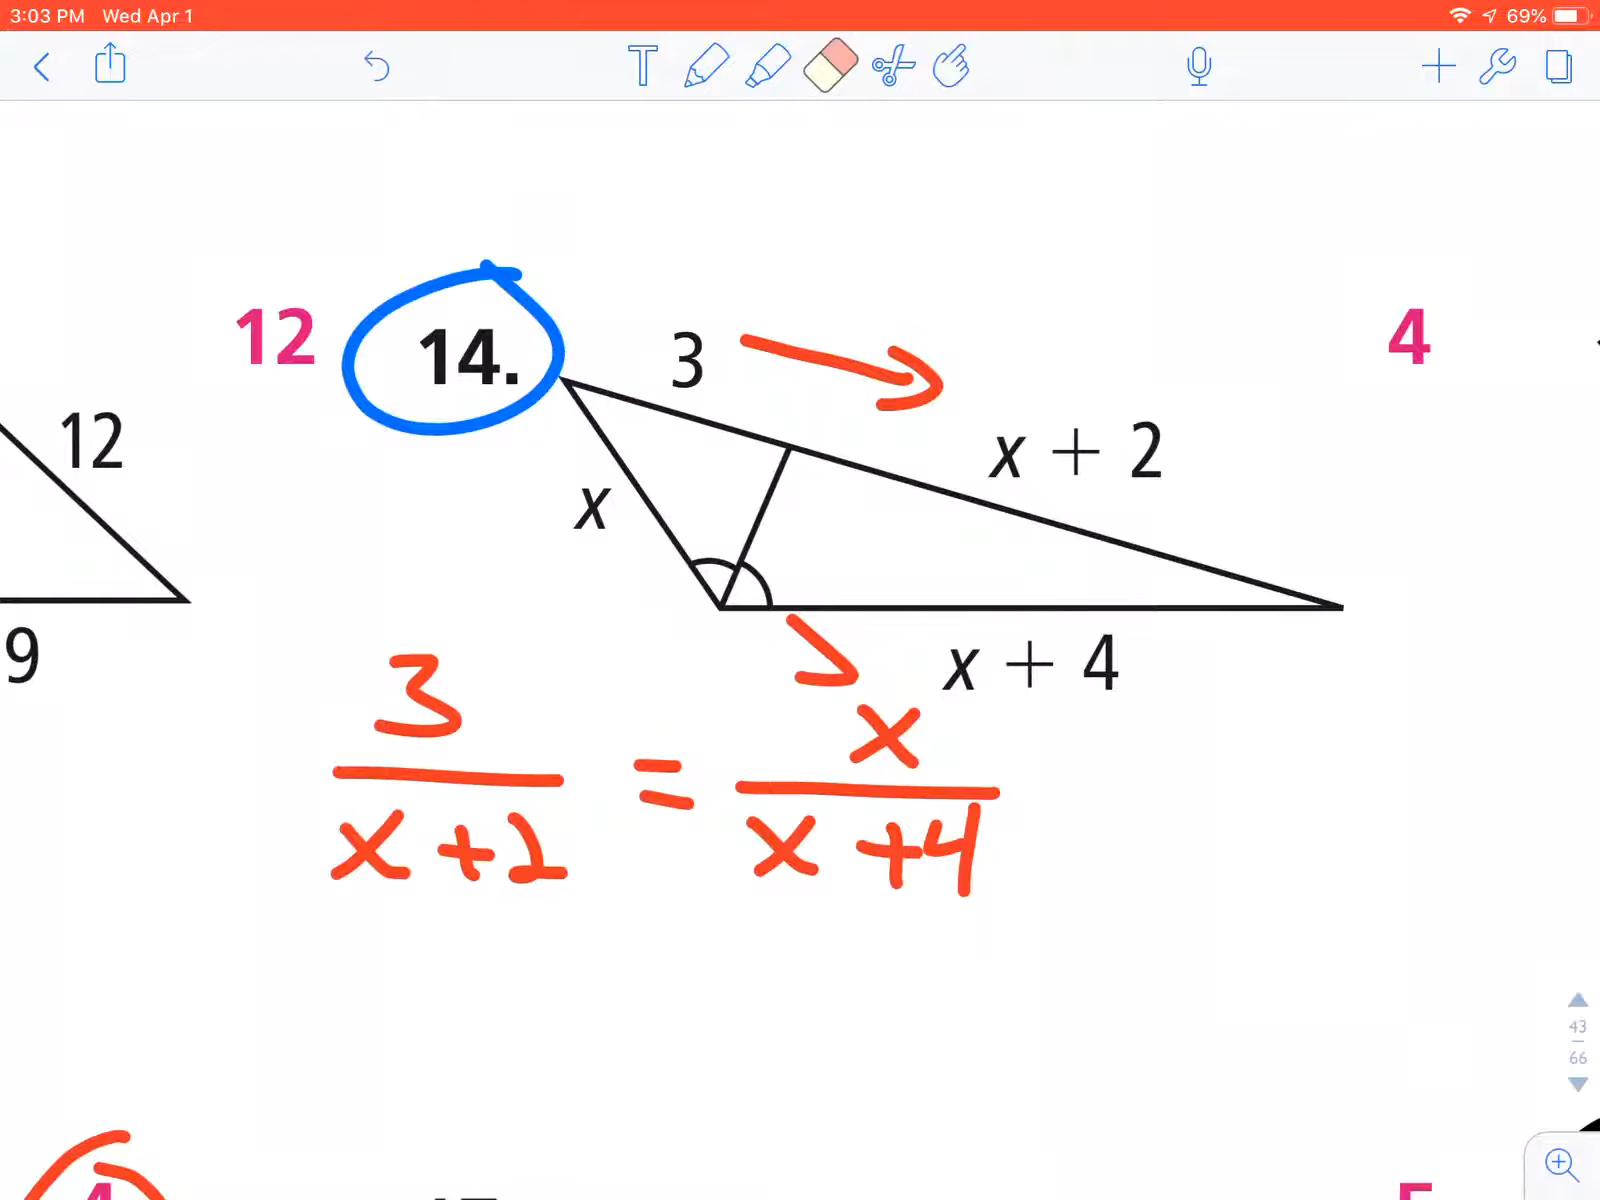 3:03 PM Wed Apr 1 69%
T
12 14. 3 4
12 x + 2
x
9 x + 4
3/x+2 = x/x+4
43
66